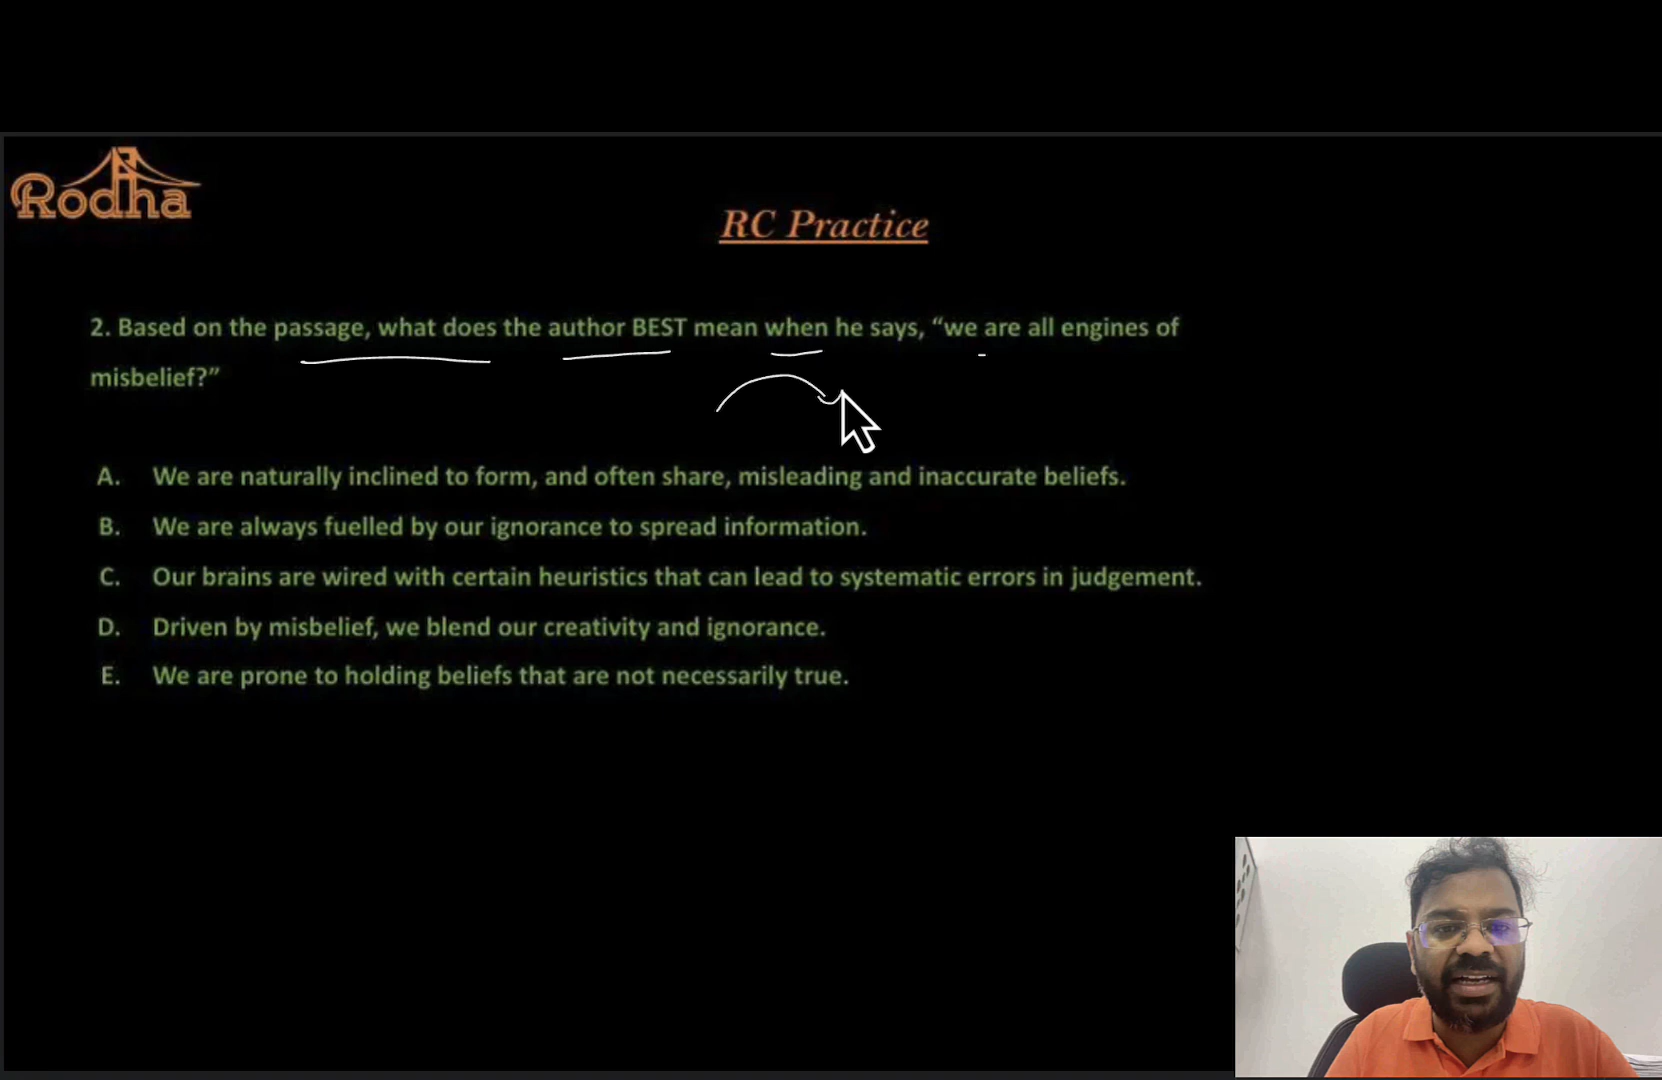 Rodha
RC Practice
2. Based on the passage, what does the author BEST mean when he says, “we are all engines of
misbelief?”
A. We are naturally inclined to form, and often share, misleading and inaccurate beliefs.
B. We are always fuelled by our ignorance to spread information.
C. Our brains are wired with certain heuristics that can lead to systematic errors in judgement.
D. Driven by misbelief, we blend our creativity and ignorance.
E. We are prone to holding beliefs that are not necessarily true.